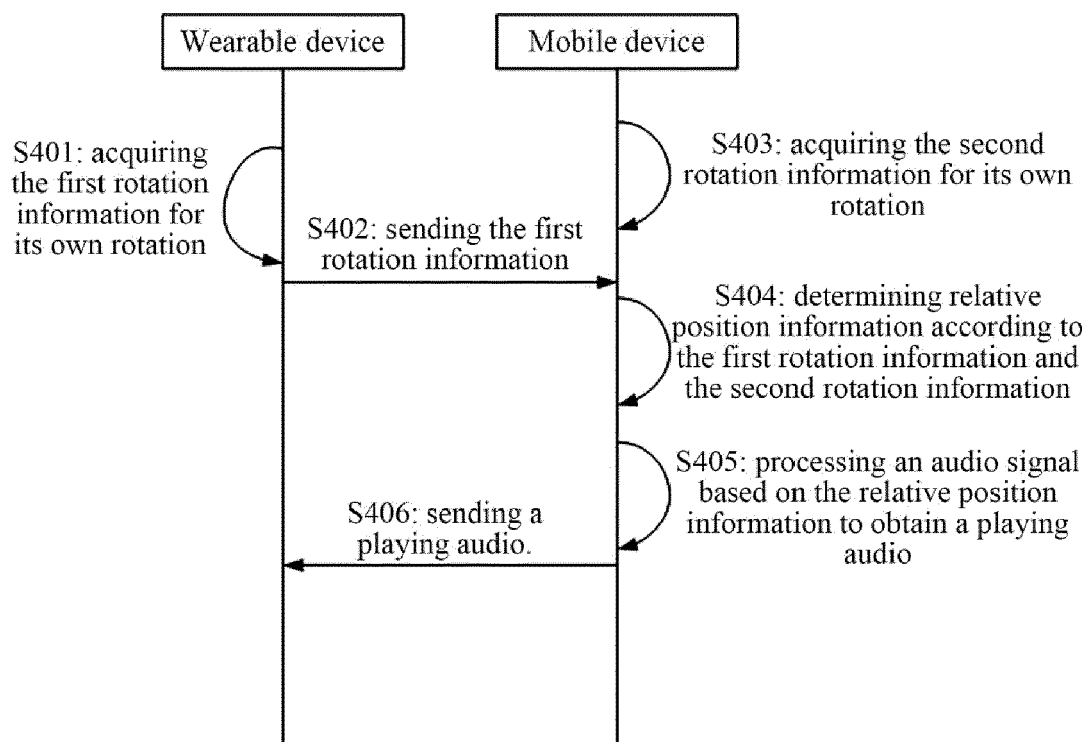 Wearable device
Mobile device
S401: acquiring
the first rotation
information for
its own rotation
S402: sending the first
rotation information
S403: acquiring the second
rotation information for its own
rotation
S404: determining relative
position information according to
the first rotation information and
the second rotation information
S405: processing an audio signal
based on the relative position
information to obtain a playing
audio
S406: sending a
playing audio.